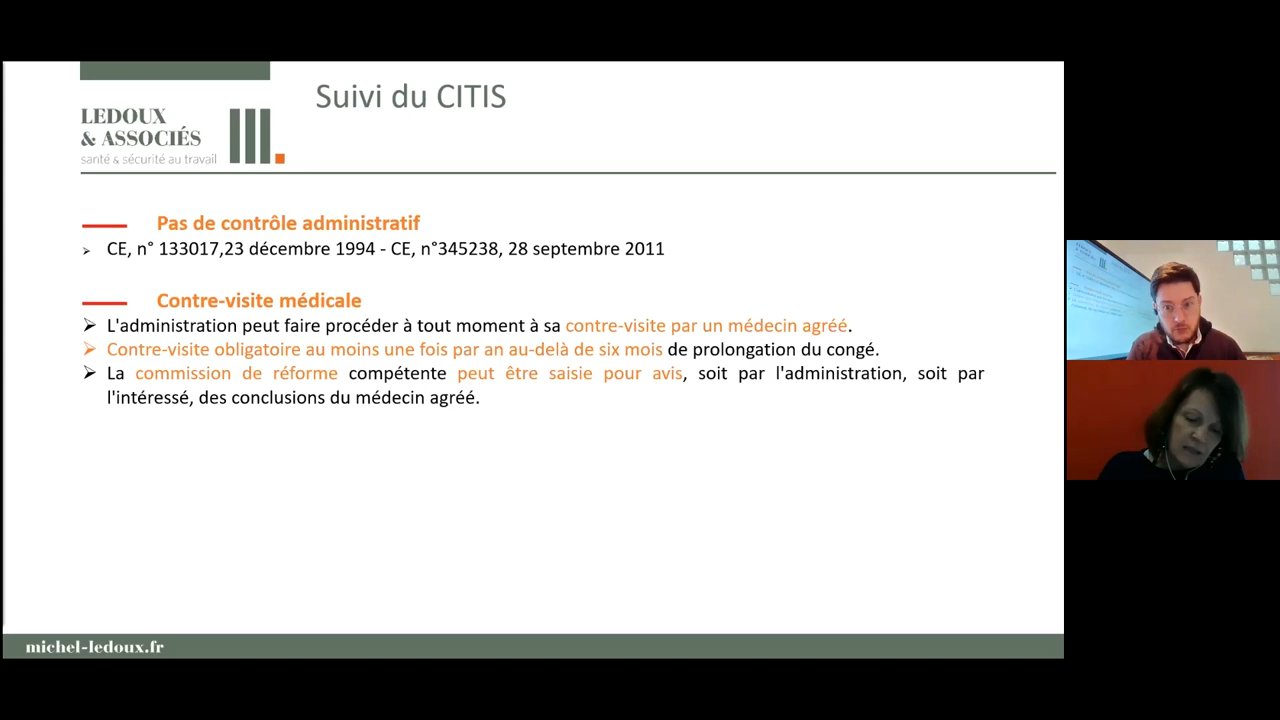 Suivi du CITIS
LEDOUX
& ASSOCIÉS
santé & sécurité au travail
Pas de contrôle administratif
CE, n° 133017,23 décembre 1994 - CE, n°345238, 28 septembre 2011
Contre-visite médicale
L'administration peut faire procéder à tout moment à sa contre-visite par un médecin agréé.
Contre-visite obligatoire au moins une fois par an au-delà de six mois de prolongation du congé.
La commission de réforme compétente peut être saisie pour avis, soit par l'administration, soit par
l'intéressé, des conclusions du médecin agréé.
michel-ledoux.fr